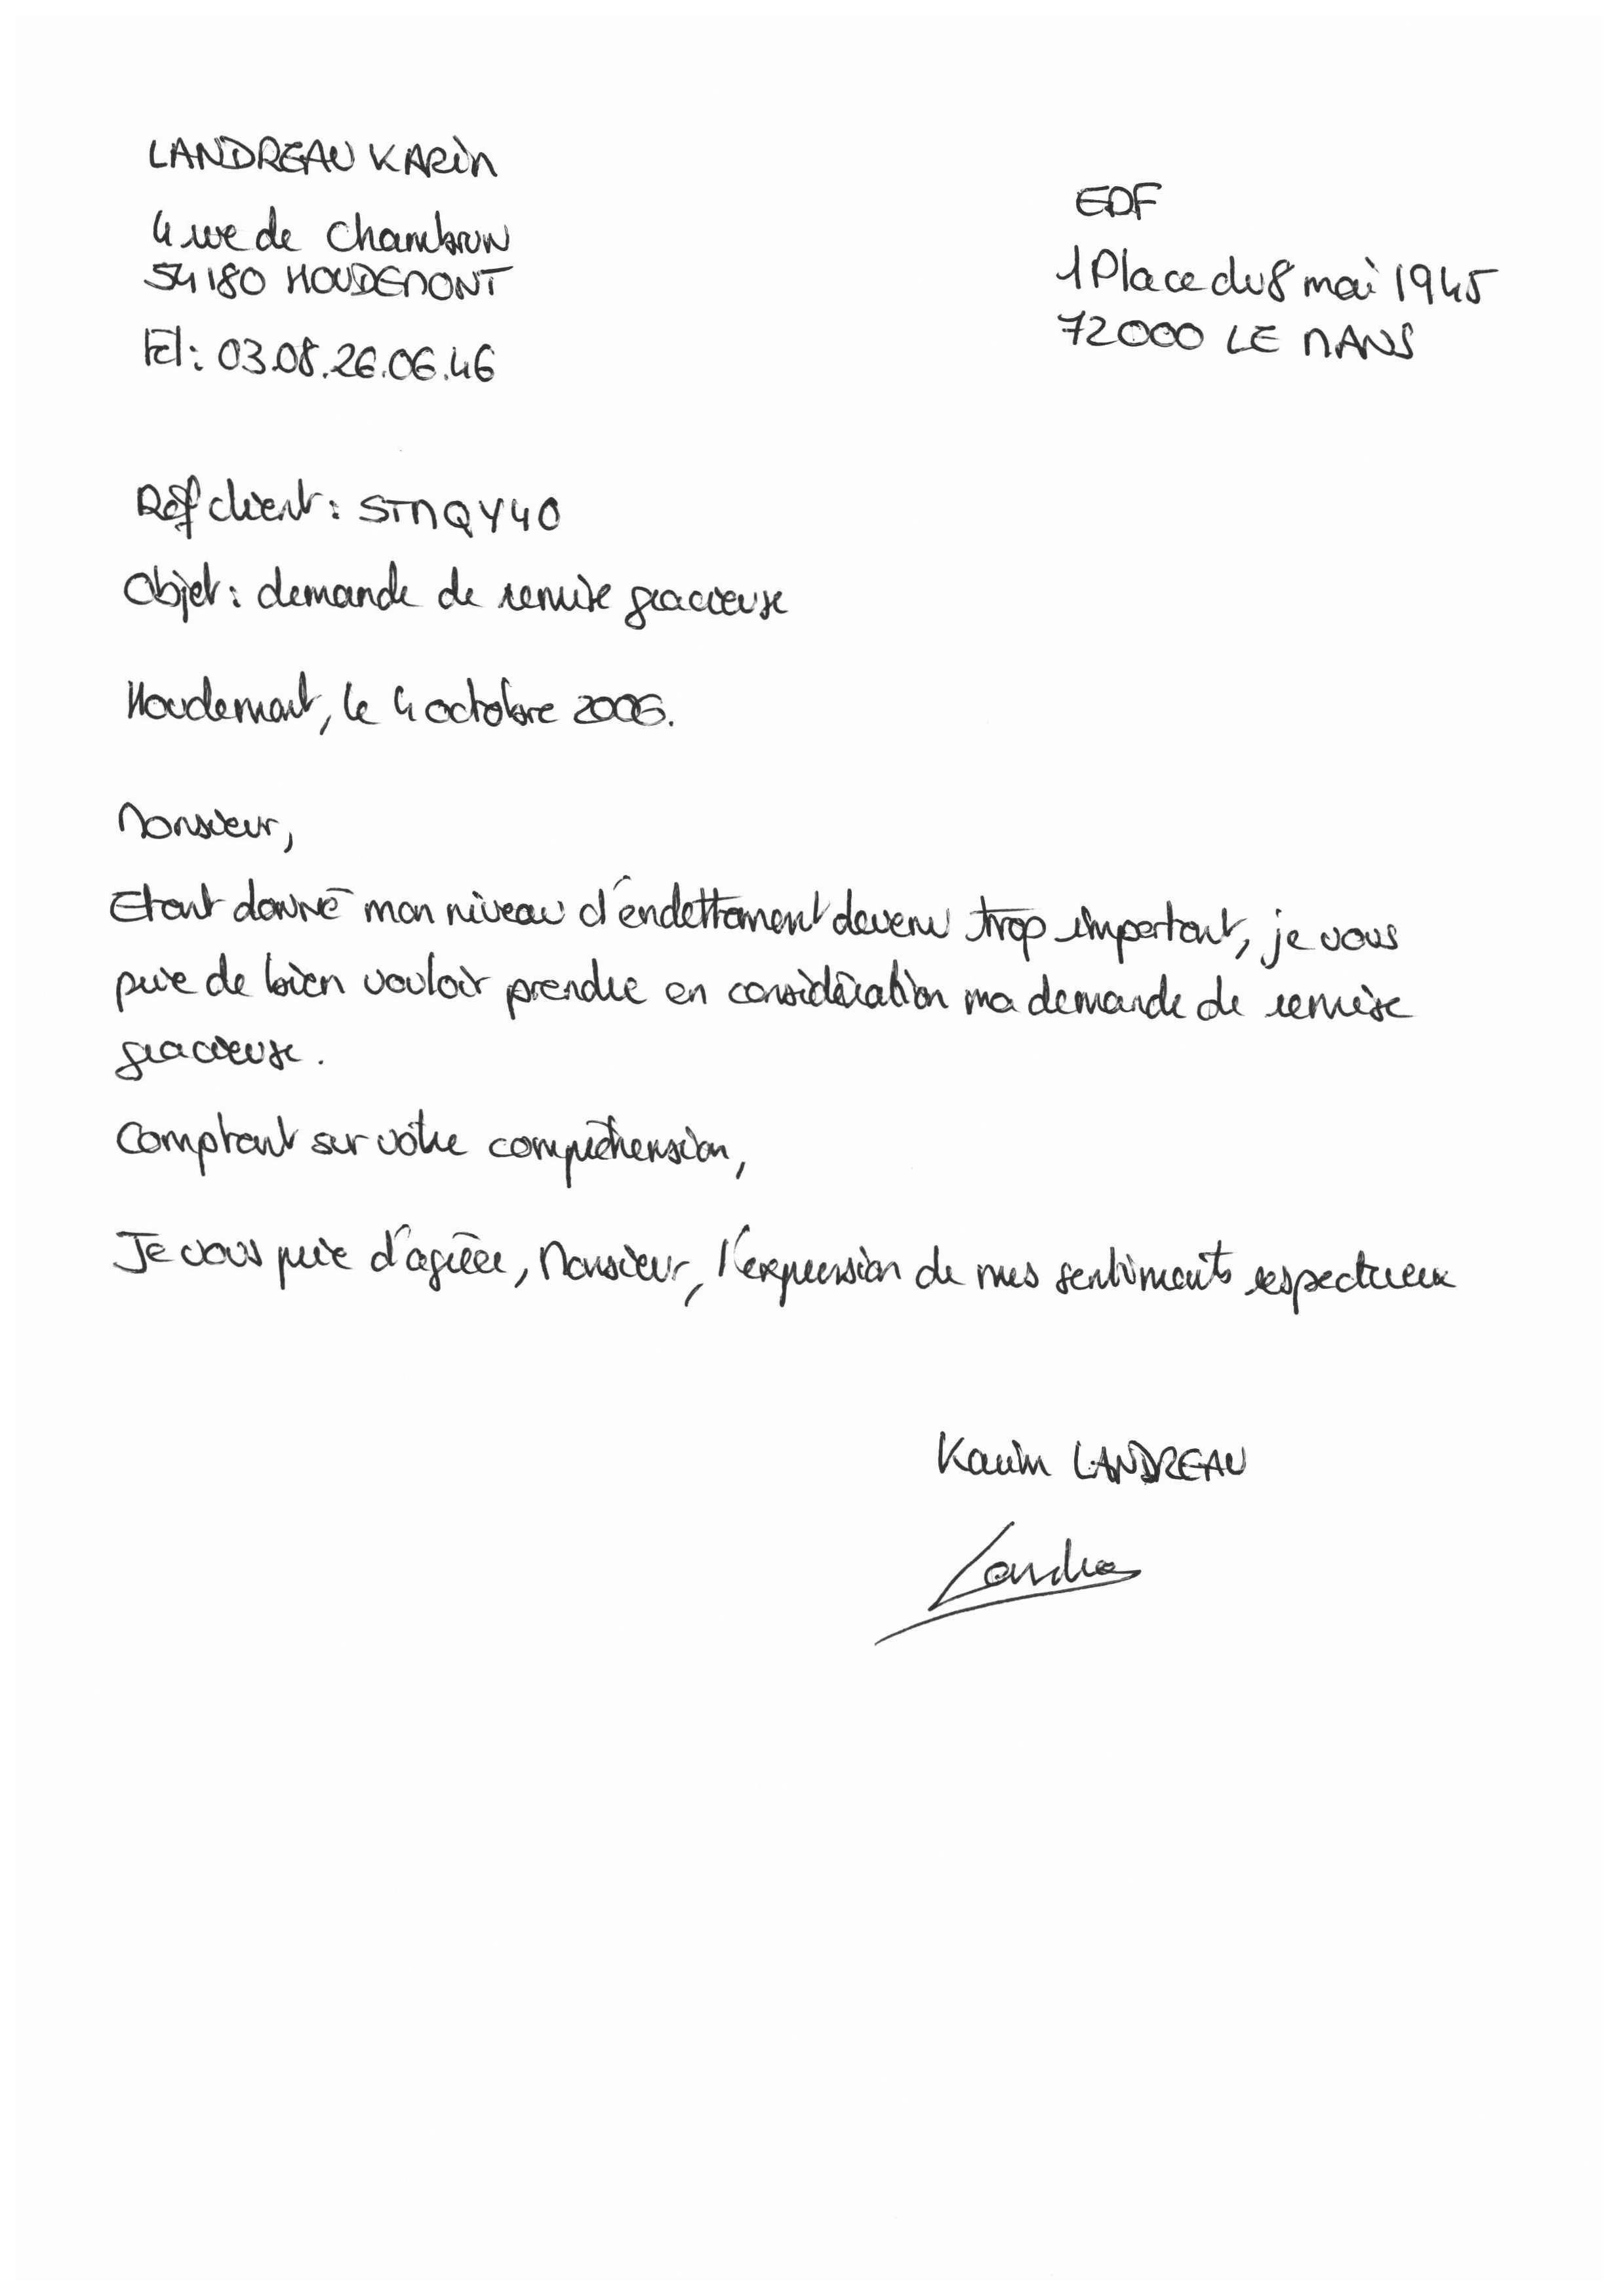 LANDREAU KARIN
4 rue de Chambrun
54180 HOUDEMONT
Tél : 03.08.26.06.46
EDF
1 Place du 8 mai 1945
72000 LE MANS
Réf client : STMQY40
Objet : demande de remise gracieuse
Houdemont, le 4 octobre 2006.
Monsieur,
Etant donné mon niveau d'endettement devenu trop important, je vous
prie de bien vouloir prendre en considération ma demande de remise
gracieuse.
Comptant sur vôtre compréhension,
Je vous prie d'agréer, Monsieur, l'expression de mes sentiments respectueux
Karin LANDREAU